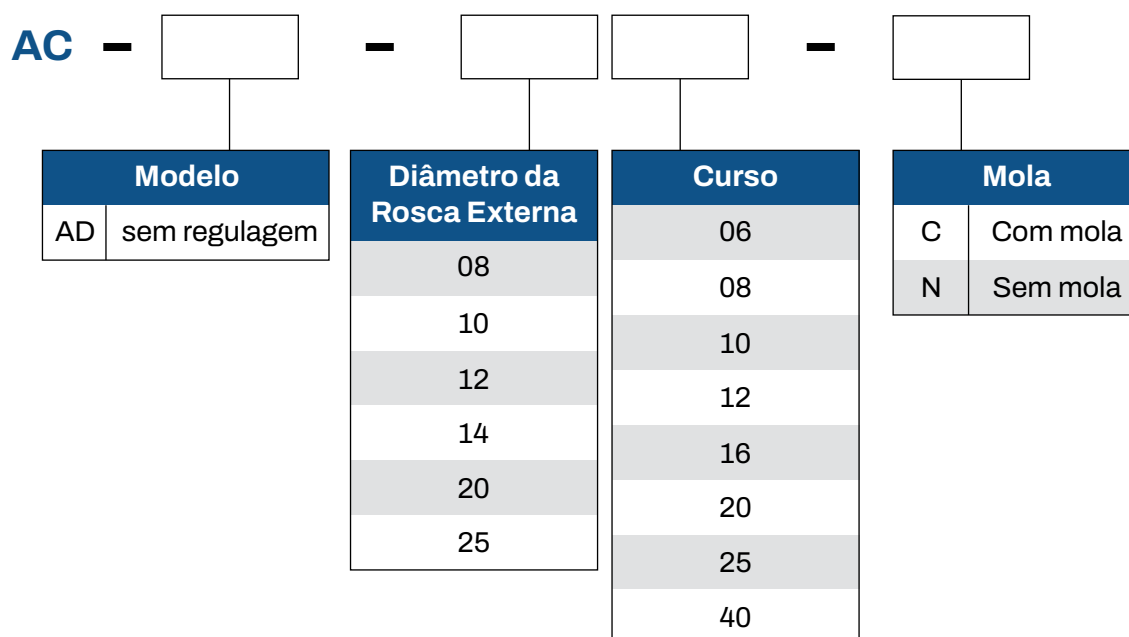 AC – – –
Modelo
AD sem regulagem
Diâmetro da
Rosca Externa
08
10
12
14
20
25
Curso
06
08
10
12
16
20
25
40
Mola
C Com mola
N Sem mola